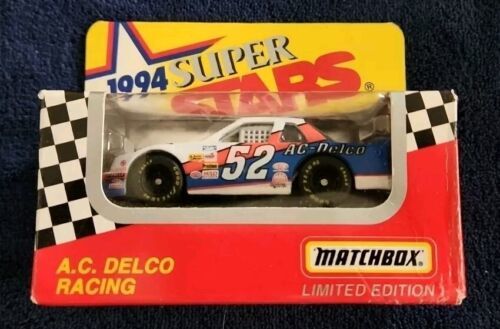 1994 SUPER
STARS®
52
AC-Delco
A.C. DELCO
RACING
MATCHBOX®
LIMITED EDITION